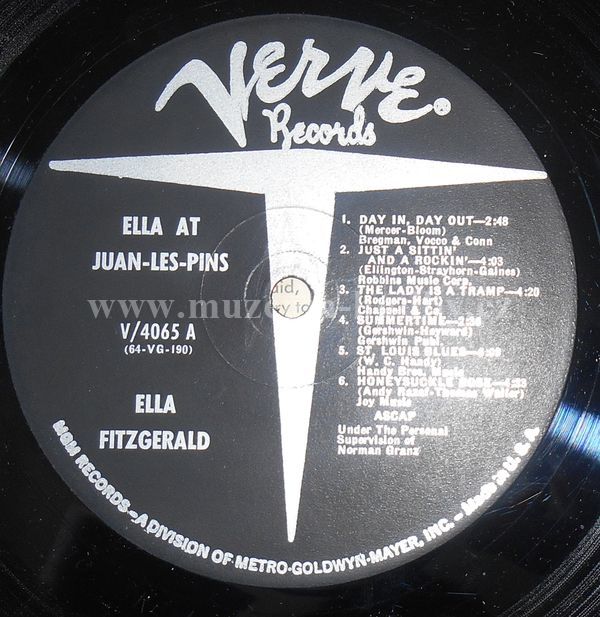 Verve®
Records
ELLA AT
JUAN-LES-PINS
V/4065 A
(64-VG-190)
ELLA
FITZGERALD
1. DAY IN, DAY OUT—2:48
(Mercer-Bloom)
Bregman, Vocco & Conn
2. JUST A SITTIN'
AND A ROCKIN'—4:03
(Ellington-Strayhorn-Gaines)
Robbins Music Corp.
3. THE LADY IS A TRAMP—4:20
(Rodgers-Hart)
Chappell & Co.
4. SUMMERTIME
(Gershwin-Heyward)
Gershwin Publ.
5. ST. LOUIS BLUES
(W. C. Handy)
Handy Bros. Music
6. HONEYSUCKLE ROSE
(Andy Razaf-Thomas Waller)
Joy Music
ASCAP
Under The Personal
Supervision of
Norman Granz
MGM RECORDS—A DIVISION OF METRO-GOLDWYN-MAYER, INC.—Made in U.S.A.